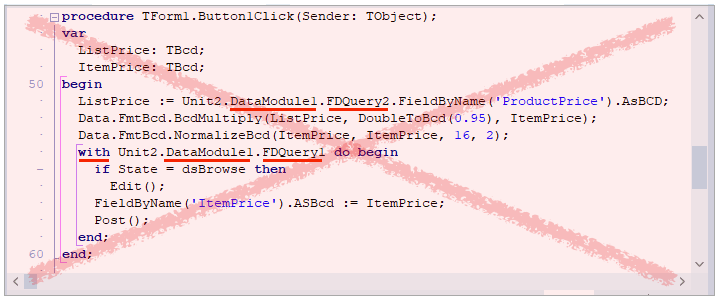 procedure TForm1.Button1Click(Sender: TObject);
var
ListPrice: TBcd;
ItemPrice: TBcd;
50 begin
ListPrice := Unit2.DataModule1.FDQuery2.FieldByName('ProductPrice').AsBCD;
Data.FmtBcd.BcdMultiply(ListPrice, DoubleToBcd(0.95), ItemPrice);
Data.FmtBcd.NormalizeBcd(ItemPrice, ItemPrice, 16, 2);
with Unit2.DataModule1.FDQuery1 do begin
if State = dsBrowse then
Edit();
FieldByName('ItemPrice').ASBcd := ItemPrice;
Post();
end;
60 end;